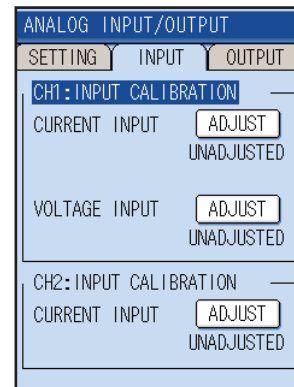 ANALOG INPUT/OUTPUT
SETTING INPUT OUTPUT
CH1:INPUT CALIBRATION
CURRENT INPUT ADJUST
UNADJUSTED
VOLTAGE INPUT ADJUST
UNADJUSTED
CH2:INPUT CALIBRATION
CURRENT INPUT ADJUST
UNADJUSTED